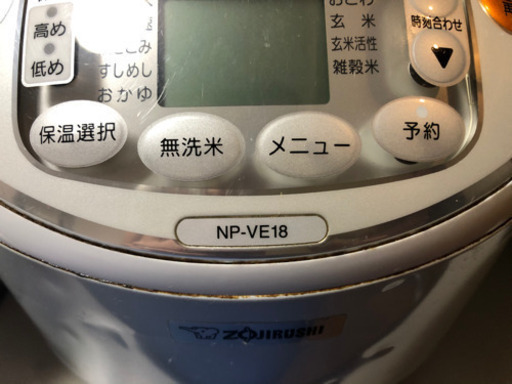 高め
低め
すしめし
おかゆ
玄米
玄米活性
雑穀米
時刻合わせ
保温選択
無洗米
メニュー
予約
NP-VE18
ZOJIRUSHI